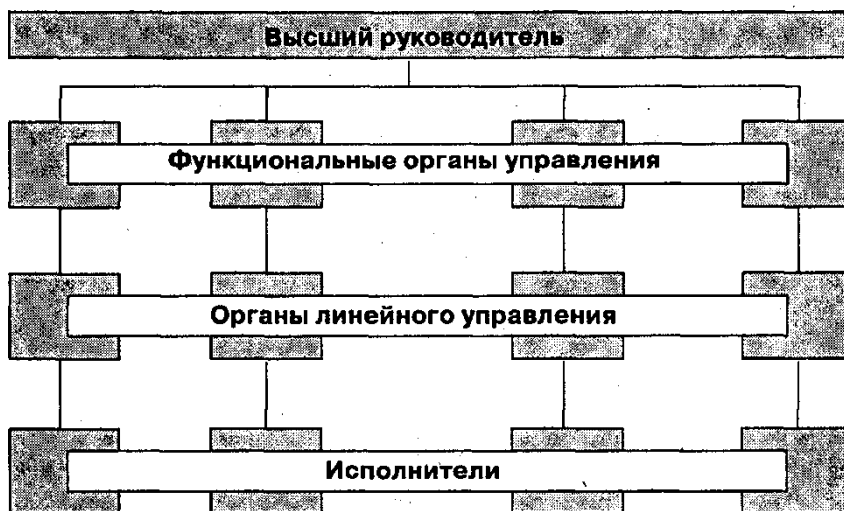 Высший руководитель
Функциональные органы управления
Органы линейного управления
Исполнители